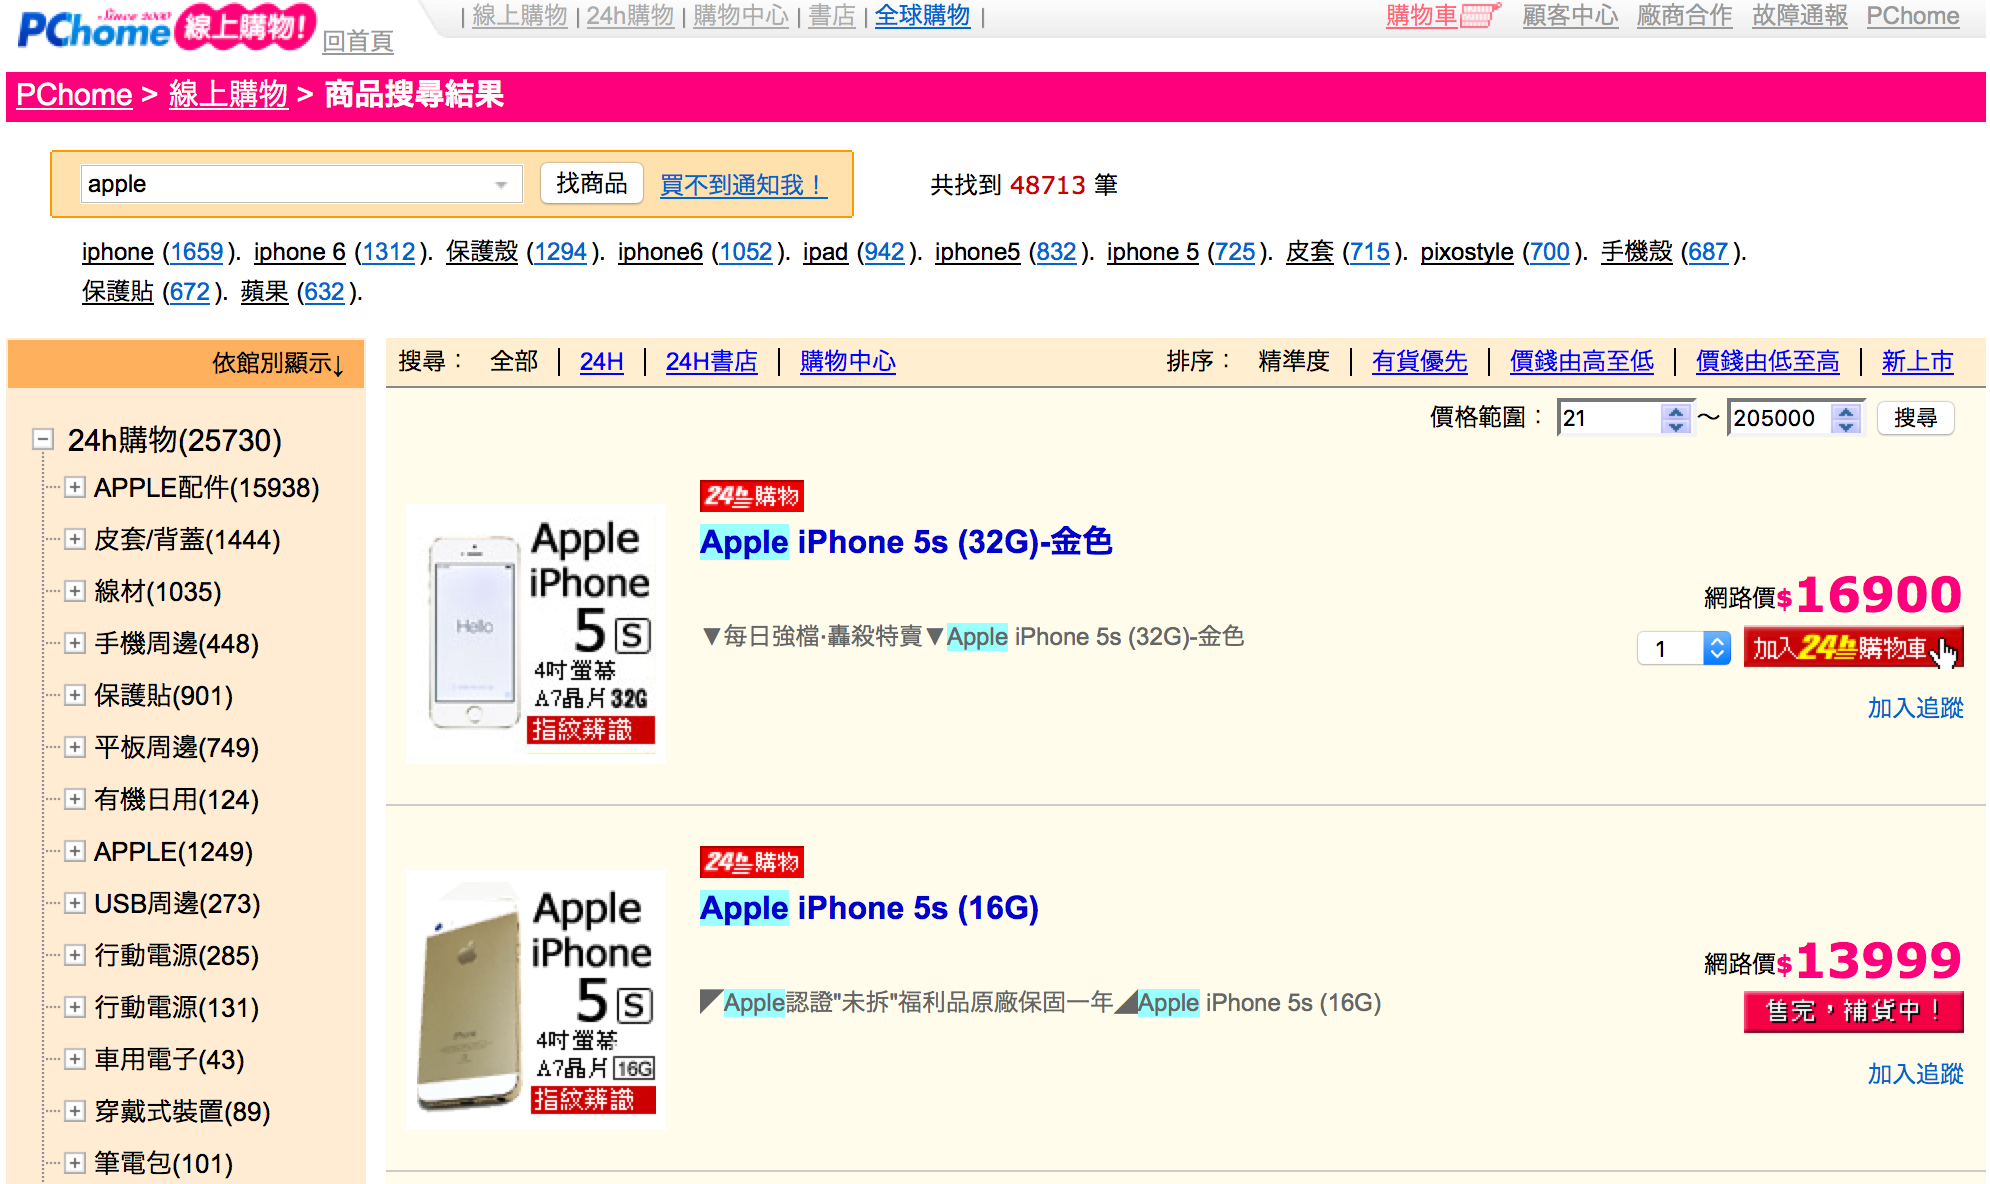 Since 2000
PChome 線上購物! 回首頁
| 線上購物 | 24h購物 | 購物中心 | 書店 | 全球購物 |
購物車 顧客中心 廠商合作 故障通報 PChome
PChome > 線上購物 > 商品搜尋結果
apple 找商品 買不到通知我！ 共找到 48713 筆
iphone (1659). iphone 6 (1312). 保護殼 (1294). iphone6 (1052). ipad (942). iphone5 (832). iphone 5 (725). 皮套 (715). pixostyle (700). 手機殼 (687).
保護貼 (672). 蘋果 (632).
依館別顯示↓
24h購物(25730)
APPLE配件(15938)
皮套/背蓋(1444)
線材(1035)
手機周邊(448)
保護貼(901)
平板周邊(749)
有機日用(124)
APPLE(1249)
USB周邊(273)
行動電源(285)
行動電源(131)
車用電子(43)
穿戴式裝置(89)
筆電包(101)
搜尋： 全部 | 24H | 24H書店 | 購物中心
排序： 精準度 | 有貨優先 | 價錢由高至低 | 價錢由低至高 | 新上市
價格範圍： 21 ～ 205000 搜尋
Hello
Apple
iPhone
5 S
4吋螢幕
A7晶片 32G
指紋辨識
24h購物
Apple iPhone 5s (32G)-金色
▼每日強檔‧轟殺特賣▼Apple iPhone 5s (32G)-金色
網路價$16900
1 加入24h購物車
加入追蹤
iPhone
Apple
iPhone
5 S
4吋螢幕
A7晶片 16G
指紋辨識
24h購物
Apple iPhone 5s (16G)
◤Apple認證"未拆"福利品原廠保固一年◢Apple iPhone 5s (16G)
網路價$13999
售完，補貨中！
加入追蹤